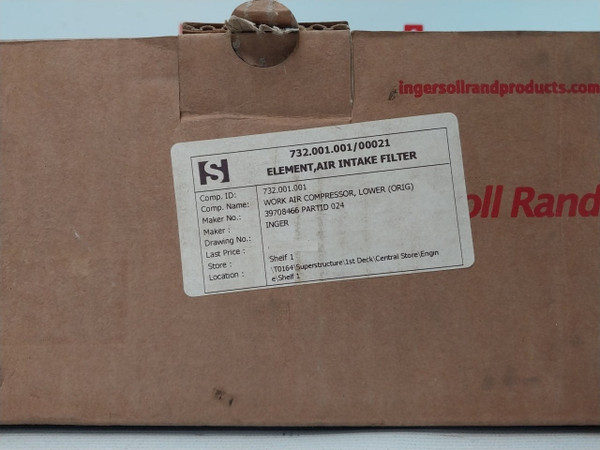 ingersollrandproducts.com
oll Rand
S
732.001.001/00021
ELEMENT,AIR INTAKE FILTER
Comp. ID: 732.001.001
Comp. Name: WORK AIR COMPRESSOR, LOWER (ORIG)
Maker No.: 39708466 PARTID 024
Maker : INGER
Drawing No.:
Last Price : .
Store : Shelf 1
Location : \T0164\Superstructure\1st Deck\Central Store\Engin
e\Shelf 1